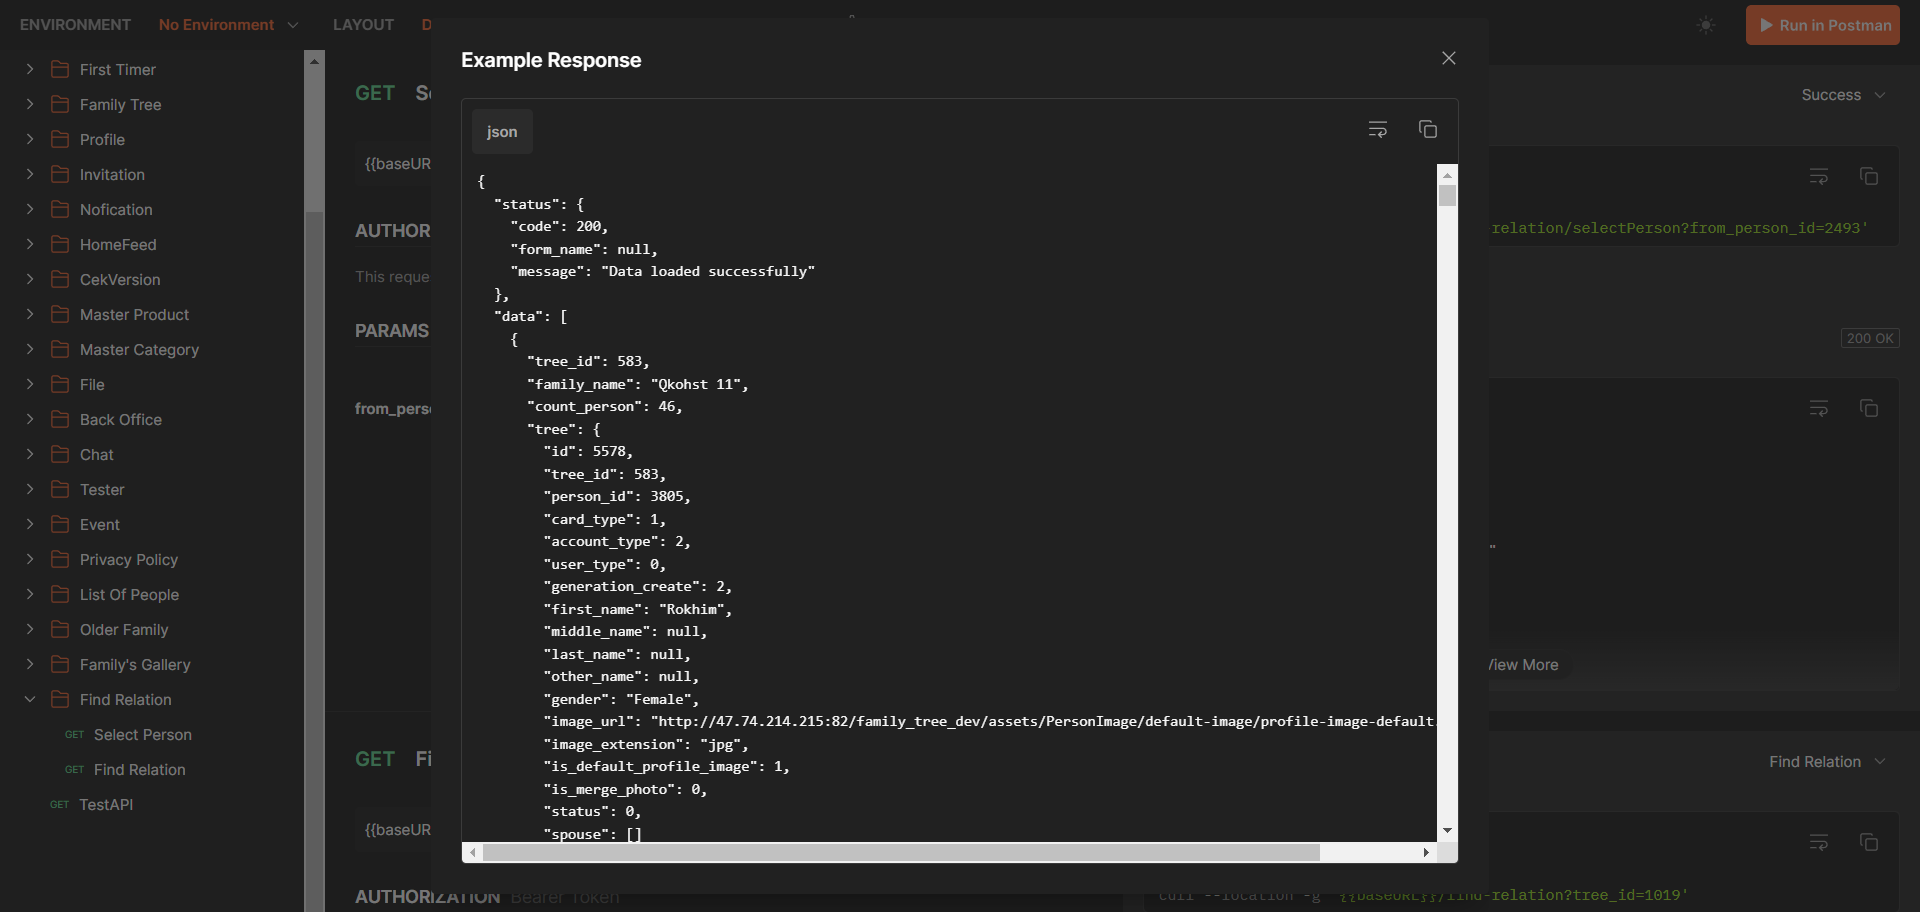 ENVIRONMENT No Environment LAYOUT
Run in Postman
First Timer
Family Tree
Profile
Invitation
Nofication
HomeFeed
CekVersion
Master Product
Master Category
File
Back Office
Chat
Tester
Event
Privacy Policy
List Of People
Older Family
Family's Gallery
Find Relation
GET Select Person
GET Find Relation
GET TestAPI
GET
{{baseUR
AUTHOR
This reque
PARAMS
from_pers
GET Fi
{{baseUR
AUTHORIZATION Bearer Token
Example Response
json
{
"status": {
"code": 200,
"form_name": null,
"message": "Data loaded successfully"
},
"data": [
{
"tree_id": 583,
"family_name": "Qkohst 11",
"count_person": 46,
"tree": {
"id": 5578,
"tree_id": 583,
"person_id": 3805,
"card_type": 1,
"account_type": 2,
"user_type": 0,
"generation_create": 2,
"first_name": "Rokhim",
"middle_name": null,
"last_name": null,
"other_name": null,
"gender": "Female",
"image_url": "http://47.74.214.215:82/family_tree_dev/assets/PersonImage/default-image/profile-image-default.
"image_extension": "jpg",
"is_default_profile_image": 1,
"is_merge_photo": 0,
"status": 0,
"spouse": []
Success
relation/selectPerson?from_person_id=2493'
200 OK
"
View More
Find Relation
curl --location -g '{{baseURL}}/find-relation?tree_id=1019'